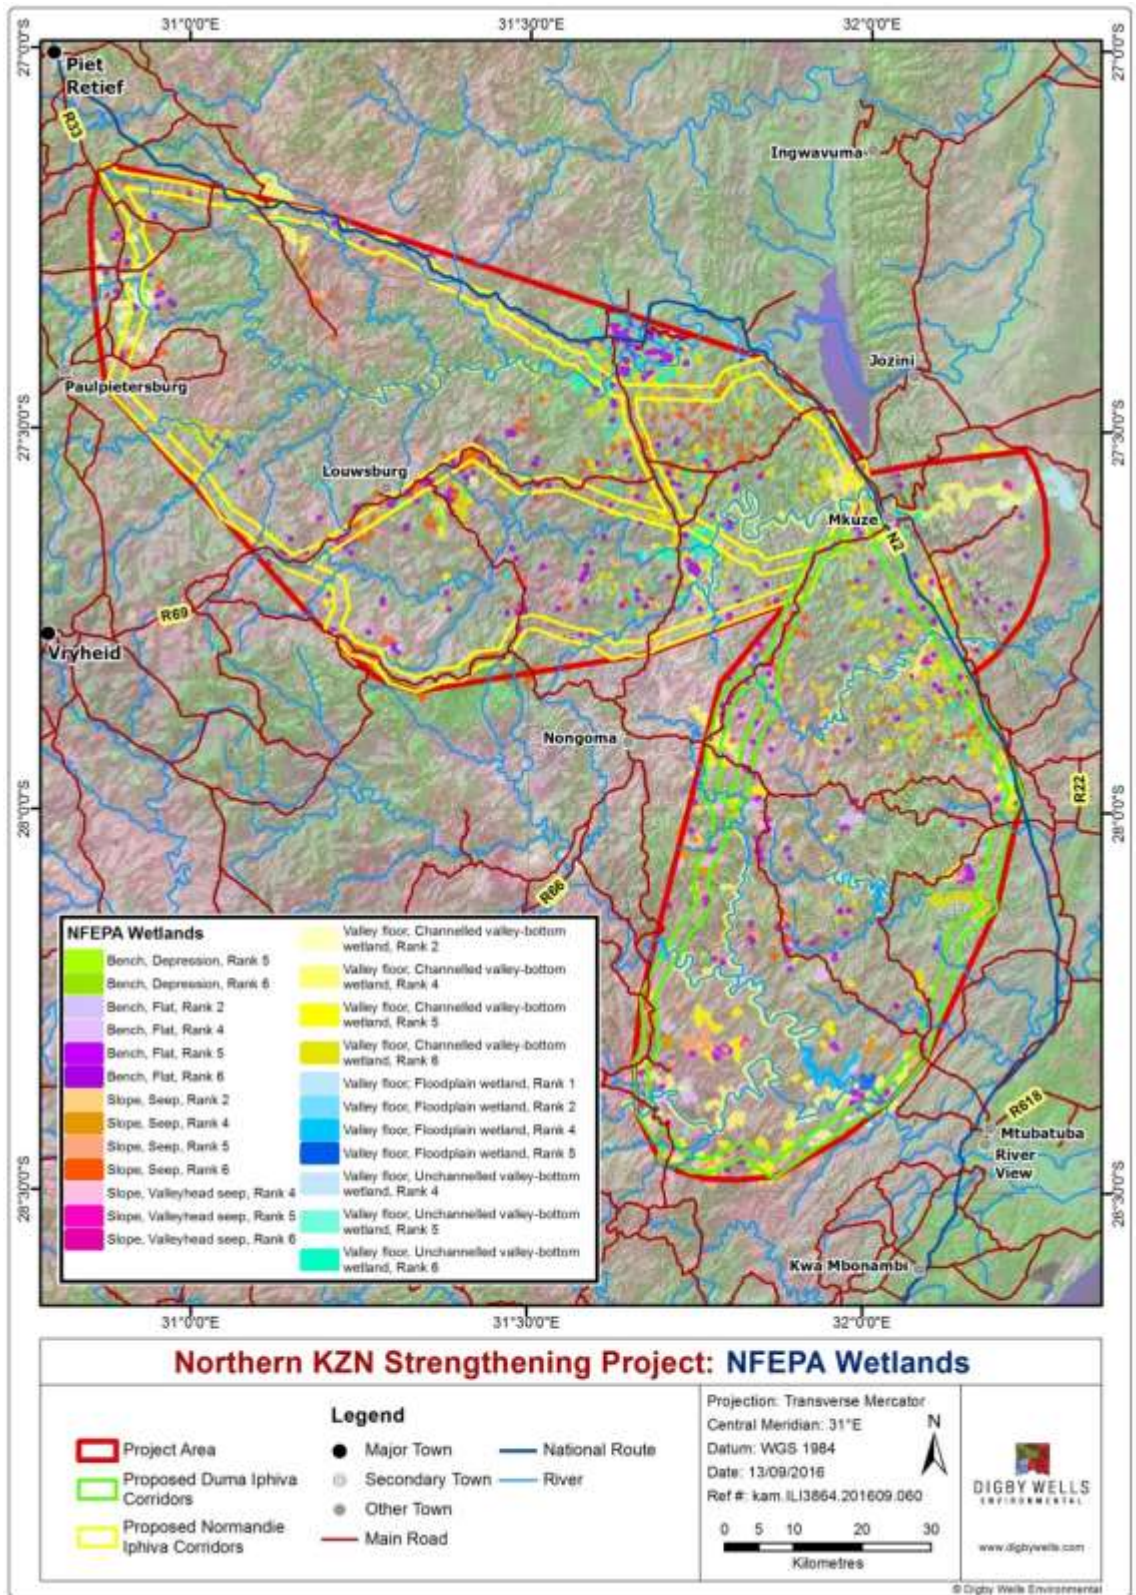 31°0'0"E
31°30'0"E
32°0'0"E
27°0'0"S
27°0'0"S
Piet
Retief
R33
Ingwavuma
Jozini
Paulpietersburg
27°30'0"S
27°30'0"S
Louwsburg
Mkuze
N2
R69
Vryheid
Nongoma
R22
28°0'0"S
28°0'0"S
R66
NFEPA Wetlands
Bench, Depression, Rank 5
Bench, Depression, Rank 6
Bench, Flat, Rank 2
Bench, Flat, Rank 4
Bench, Flat, Rank 5
Bench, Flat, Rank 6
Slope, Seep, Rank 2
Slope, Seep, Rank 4
Slope, Seep, Rank 5
Slope, Seep, Rank 6
Slope, Valleyhead seep, Rank 4
Slope, Valleyhead seep, Rank 5
Slope, Valleyhead seep, Rank 6
Valley floor, Channelled valley-bottom
wetland, Rank 2
Valley floor, Channelled valley-bottom
wetland, Rank 4
Valley floor, Channelled valley-bottom
wetland, Rank 5
Valley floor, Channelled valley-bottom
wetland, Rank 6
Valley floor, Floodplain wetland, Rank 1
Valley floor, Floodplain wetland, Rank 2
Valley floor, Floodplain wetland, Rank 4
Valley floor, Floodplain wetland, Rank 5
Valley floor, Unchannelled valley-bottom
wetland, Rank 4
Valley floor, Unchannelled valley-bottom
wetland, Rank 5
Valley floor, Unchannelled valley-bottom
wetland, Rank 6
R618
Mtubatuba
River
View
28°30'0"S
28°30'0"S
Kwa Mbonambi
31°0'0"E
31°30'0"E
32°0'0"E
Northern KZN Strengthening Project: NFEPA Wetlands
Legend
Project Area
Proposed Duma Iphiva
Corridors
Proposed Normandie
Iphiva Corridors
Major Town
Secondary Town
Other Town
Main Road
National Route
River
Projection: Transverse Mercator
Central Meridian: 31°E
Datum: WGS 1984
Date: 13/09/2016
Ref #: kam.ILI3864.201609.060
N
0 5 10 20 30
Kilometres
DIGBY WELLS
ENVIRONMENTAL
www.digbywells.com
© Digby Wells Environmental